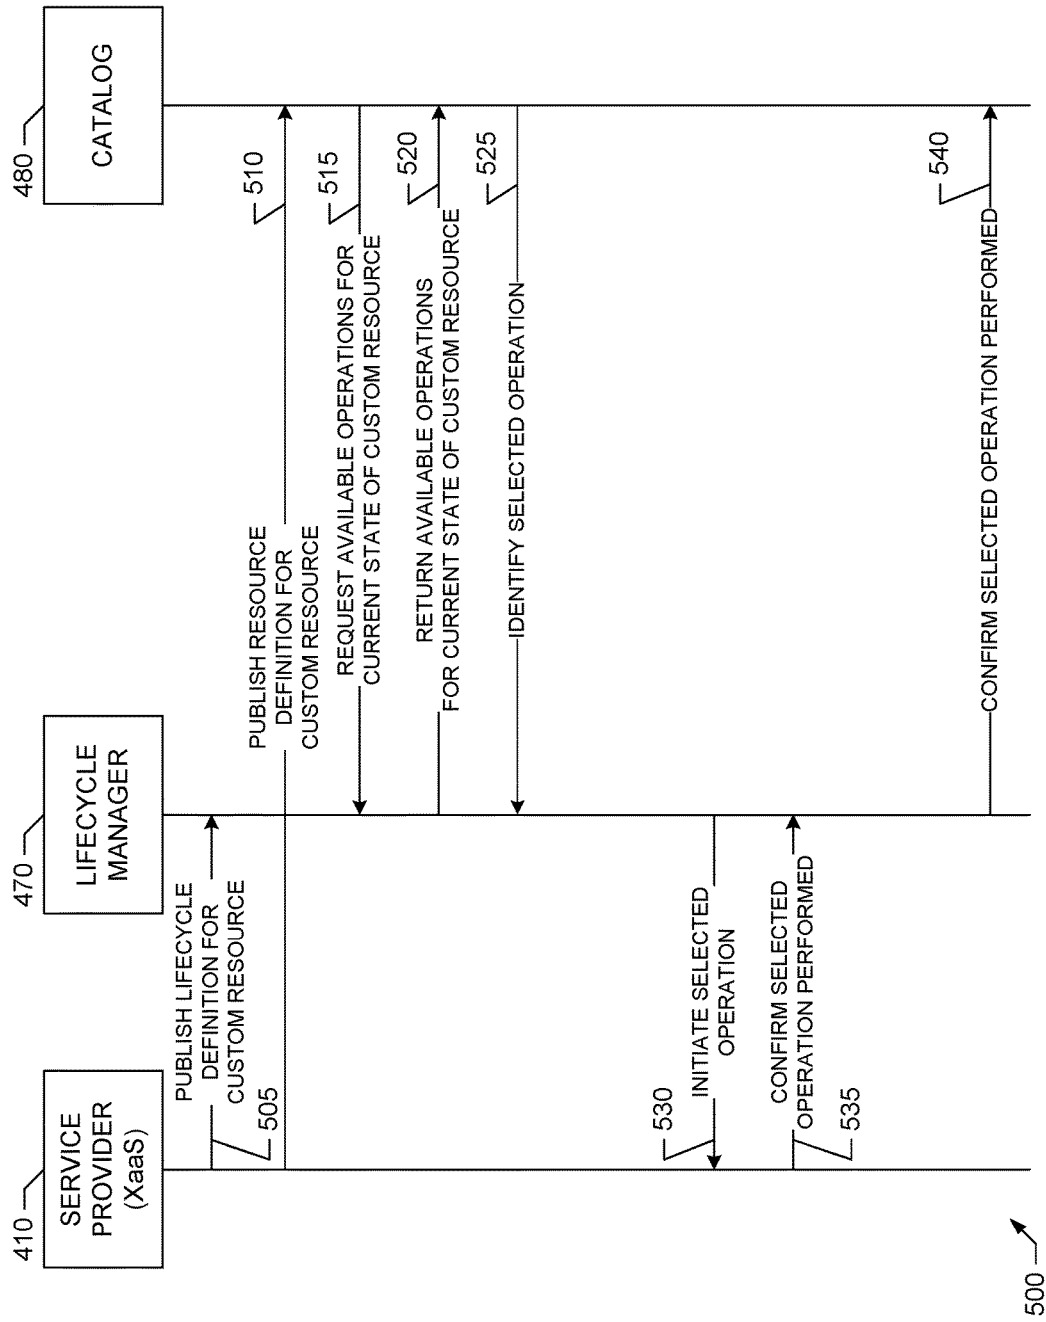 410
SERVICE
PROVIDER
(XaaS)
470
LIFECYCLE
MANAGER
480
CATALOG
PUBLISH LIFECYCLE
DEFINITION FOR
CUSTOM RESOURCE
505
PUBLISH RESOURCE
DEFINITION FOR
CUSTOM RESOURCE
510
REQUEST AVAILABLE OPERATIONS FOR
CURRENT STATE OF CUSTOM RESOURCE
515
RETURN AVAILABLE OPERATIONS
FOR CURRENT STATE OF CUSTOM RESOURCE
520
IDENTIFY SELECTED OPERATION
525
530
INITIATE SELECTED
OPERATION
CONFIRM SELECTED
OPERATION PERFORMED
535
CONFIRM SELECTED OPERATION PERFORMED
540
500